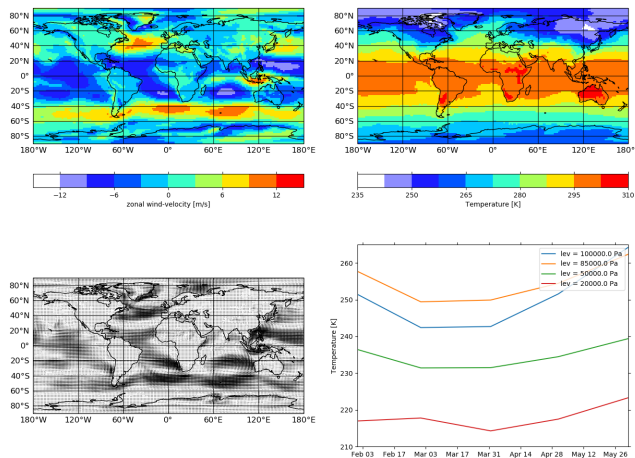 80°N
60°N
40°N
20°N
0°
20°S
40°S
60°S
80°S
180°W 120°W 60°W 0° 60°E 120°E 180°E
−12 −6 0 6 12
zonal wind-velocity [m/s]
80°N
60°N
40°N
20°N
0°
20°S
40°S
60°S
80°S
180°W 120°W 60°W 0° 60°E 120°E 180°E
235 250 265 280 295 310
Temperature [K]
80°N
60°N
40°N
20°N
0°
20°S
40°S
60°S
80°S
180°W 120°W 60°W 0° 60°E 120°E 180°E
lev = 100000.0 Pa
lev = 85000.0 Pa
lev = 50000.0 Pa
lev = 20000.0 Pa
Temperature [K]
260
250
240
230
220
210
Feb 03 Feb 17 Mar 03 Mar 17 Mar 31 Apr 14 Apr 28 May 12 May 26